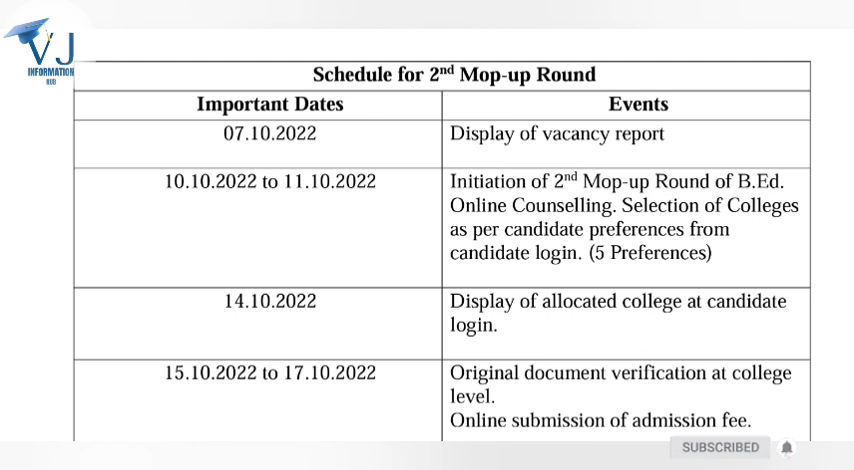 VJ
INFORMATION
HUB
Schedule for 2nd Mop-up Round
Important Dates
Events
07.10.2022
Display of vacancy report
10.10.2022 to 11.10.2022
Initiation of 2nd Mop-up Round of B.Ed.
Online Counselling. Selection of Colleges
as per candidate preferences from
candidate login. (5 Preferences)
14.10.2022
Display of allocated college at candidate
login.
15.10.2022 to 17.10.2022
Original document verification at college
level.
Online submission of admission fee.
SUBSCRIBED